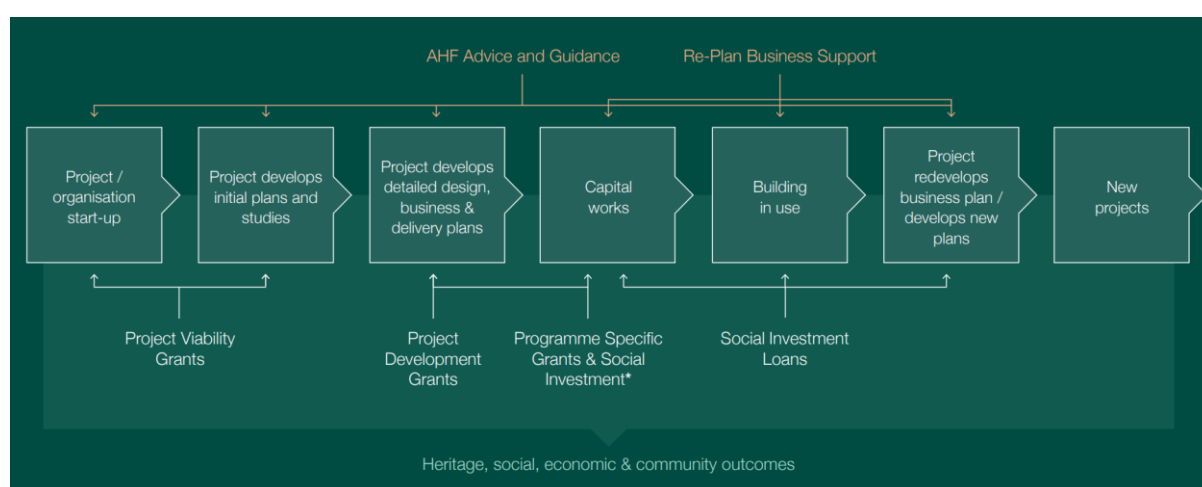 AHF Advice and Guidance
Re-Plan Business Support
Project /
organisation
start-up
Project develops
initial plans and
studies
Project develops
detailed design,
business &
delivery plans
Capital
works
Building
in use
Project
redevelops
business plan /
develops new
plans
New
projects
Project Viability
Grants
Project
Development
Grants
Programme Specific
Grants & Social
Investment*
Social Investment
Loans
Heritage, social, economic & community outcomes